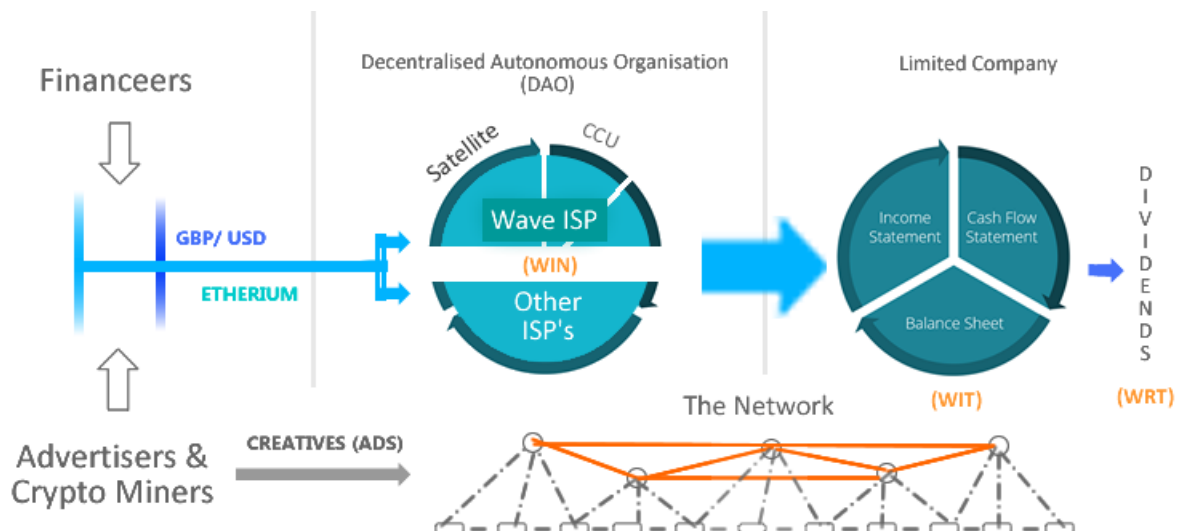 Financeers
GBP/ USD
ETHERIUM
Advertisers &
Crypto Miners
CREATIVES (ADS)
Decentralised Autonomous Organisation
(DAO)
Satellite
CCU
Wave ISP
(WIN)
Other
ISP's
The Network
Limited Company
Income
Statement
Cash Flow
Statement
Balance Sheet
(WIT)
DIVIDENDS
(WRT)